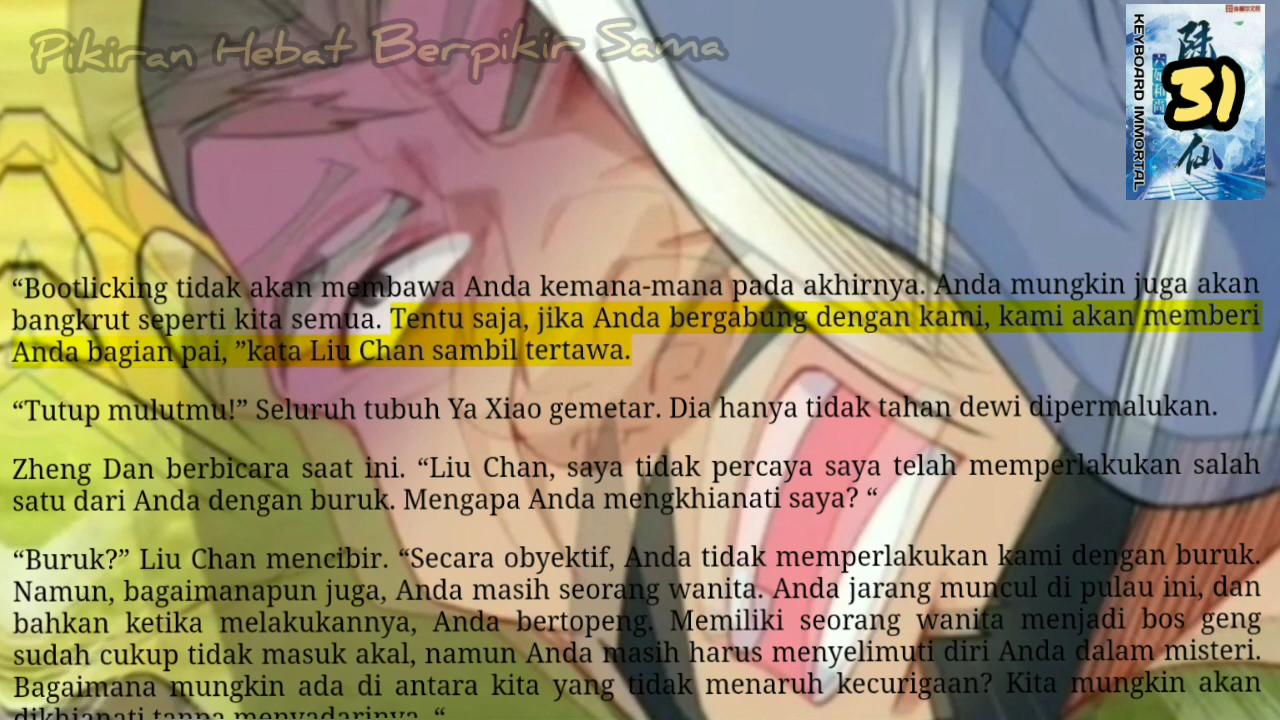 Pikiran Hebat Berpikir Sama
KEYBOARD IMMORTAL
31
仙
“Bootlicking tidak akan membawa Anda kemana-mana pada akhirnya. Anda mungkin juga akan
bangkrut seperti kita semua. Tentu saja, jika Anda bergabung dengan kami, kami akan memberi
Anda bagian pai, ”kata Liu Chan sambil tertawa.
“Tutup mulutmu!” Seluruh tubuh Ya Xiao gemetar. Dia hanya tidak tahan dewi dipermalukan.
Zheng Dan berbicara saat ini. “Liu Chan, saya tidak percaya saya telah memperlakukan salah
satu dari Anda dengan buruk. Mengapa Anda mengkhianati saya? “
“Buruk?” Liu Chan mencibir. “Secara obyektif, Anda tidak memperlakukan kami dengan buruk.
Namun, bagaimanapun juga, Anda masih seorang wanita. Anda jarang muncul di pulau ini, dan
bahkan ketika melakukannya, Anda bertopeng. Memiliki seorang wanita menjadi bos geng
sudah cukup tidak masuk akal, namun Anda masih harus menyelimuti diri Anda dalam misteri.
Bagaimana mungkin ada di antara kita yang tidak menaruh kecurigaan? Kita mungkin akan
dikhianati tanpa menyadarinya. “